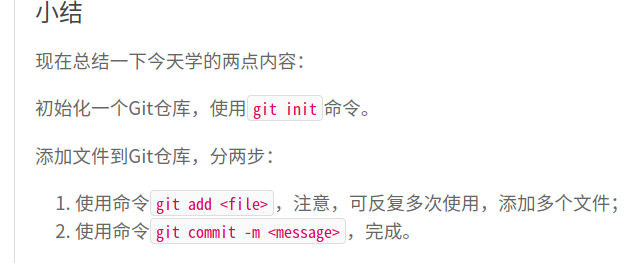 小结
现在总结一下今天学的两点内容：
初始化一个Git仓库，使用git init命令。
添加文件到Git仓库，分两步：
1. 使用命令git add <file>，注意，可反复多次使用，添加多个文件；
2. 使用命令git commit -m <message>，完成。